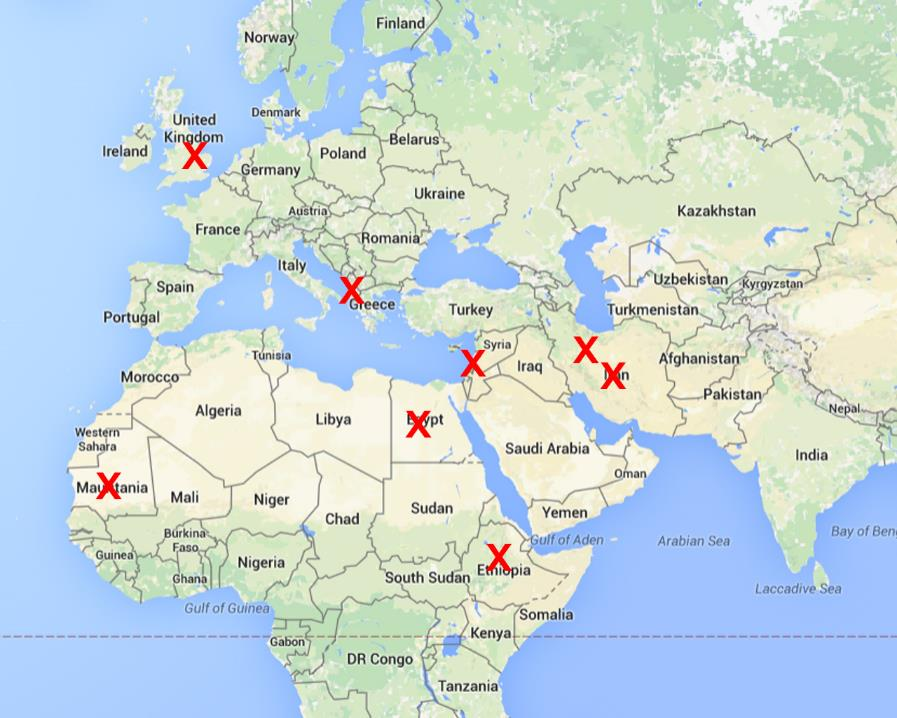 Finland
Norway
Denmark
United
Kingdom
Ireland
Belarus
Poland
Germany
Ukraine
Austria
France
Kazakhstan
Romania
Italy
Spain
Uzbekistan
Kyrgyzstan
Greece
Turkey
Turkmenistan
Portugal
Syria
Tunisia
Afghanistan
Iraq
Morocco
Pakistan
Algeria
Libya
Nepal
Western
Sahara
Saudi Arabia
India
Oman
Mali
Niger
Sudan
Yemen
Chad
Burkina
Faso
Gulf of Aden
Arabian Sea
Guinea
Nigeria
Ethiopia
Ghana
South Sudan
Laccadive Sea
Gulf of Guinea
Somalia
Kenya
Gabon
DR Congo
Tanzania
X
X
X
X
X
X
X
X